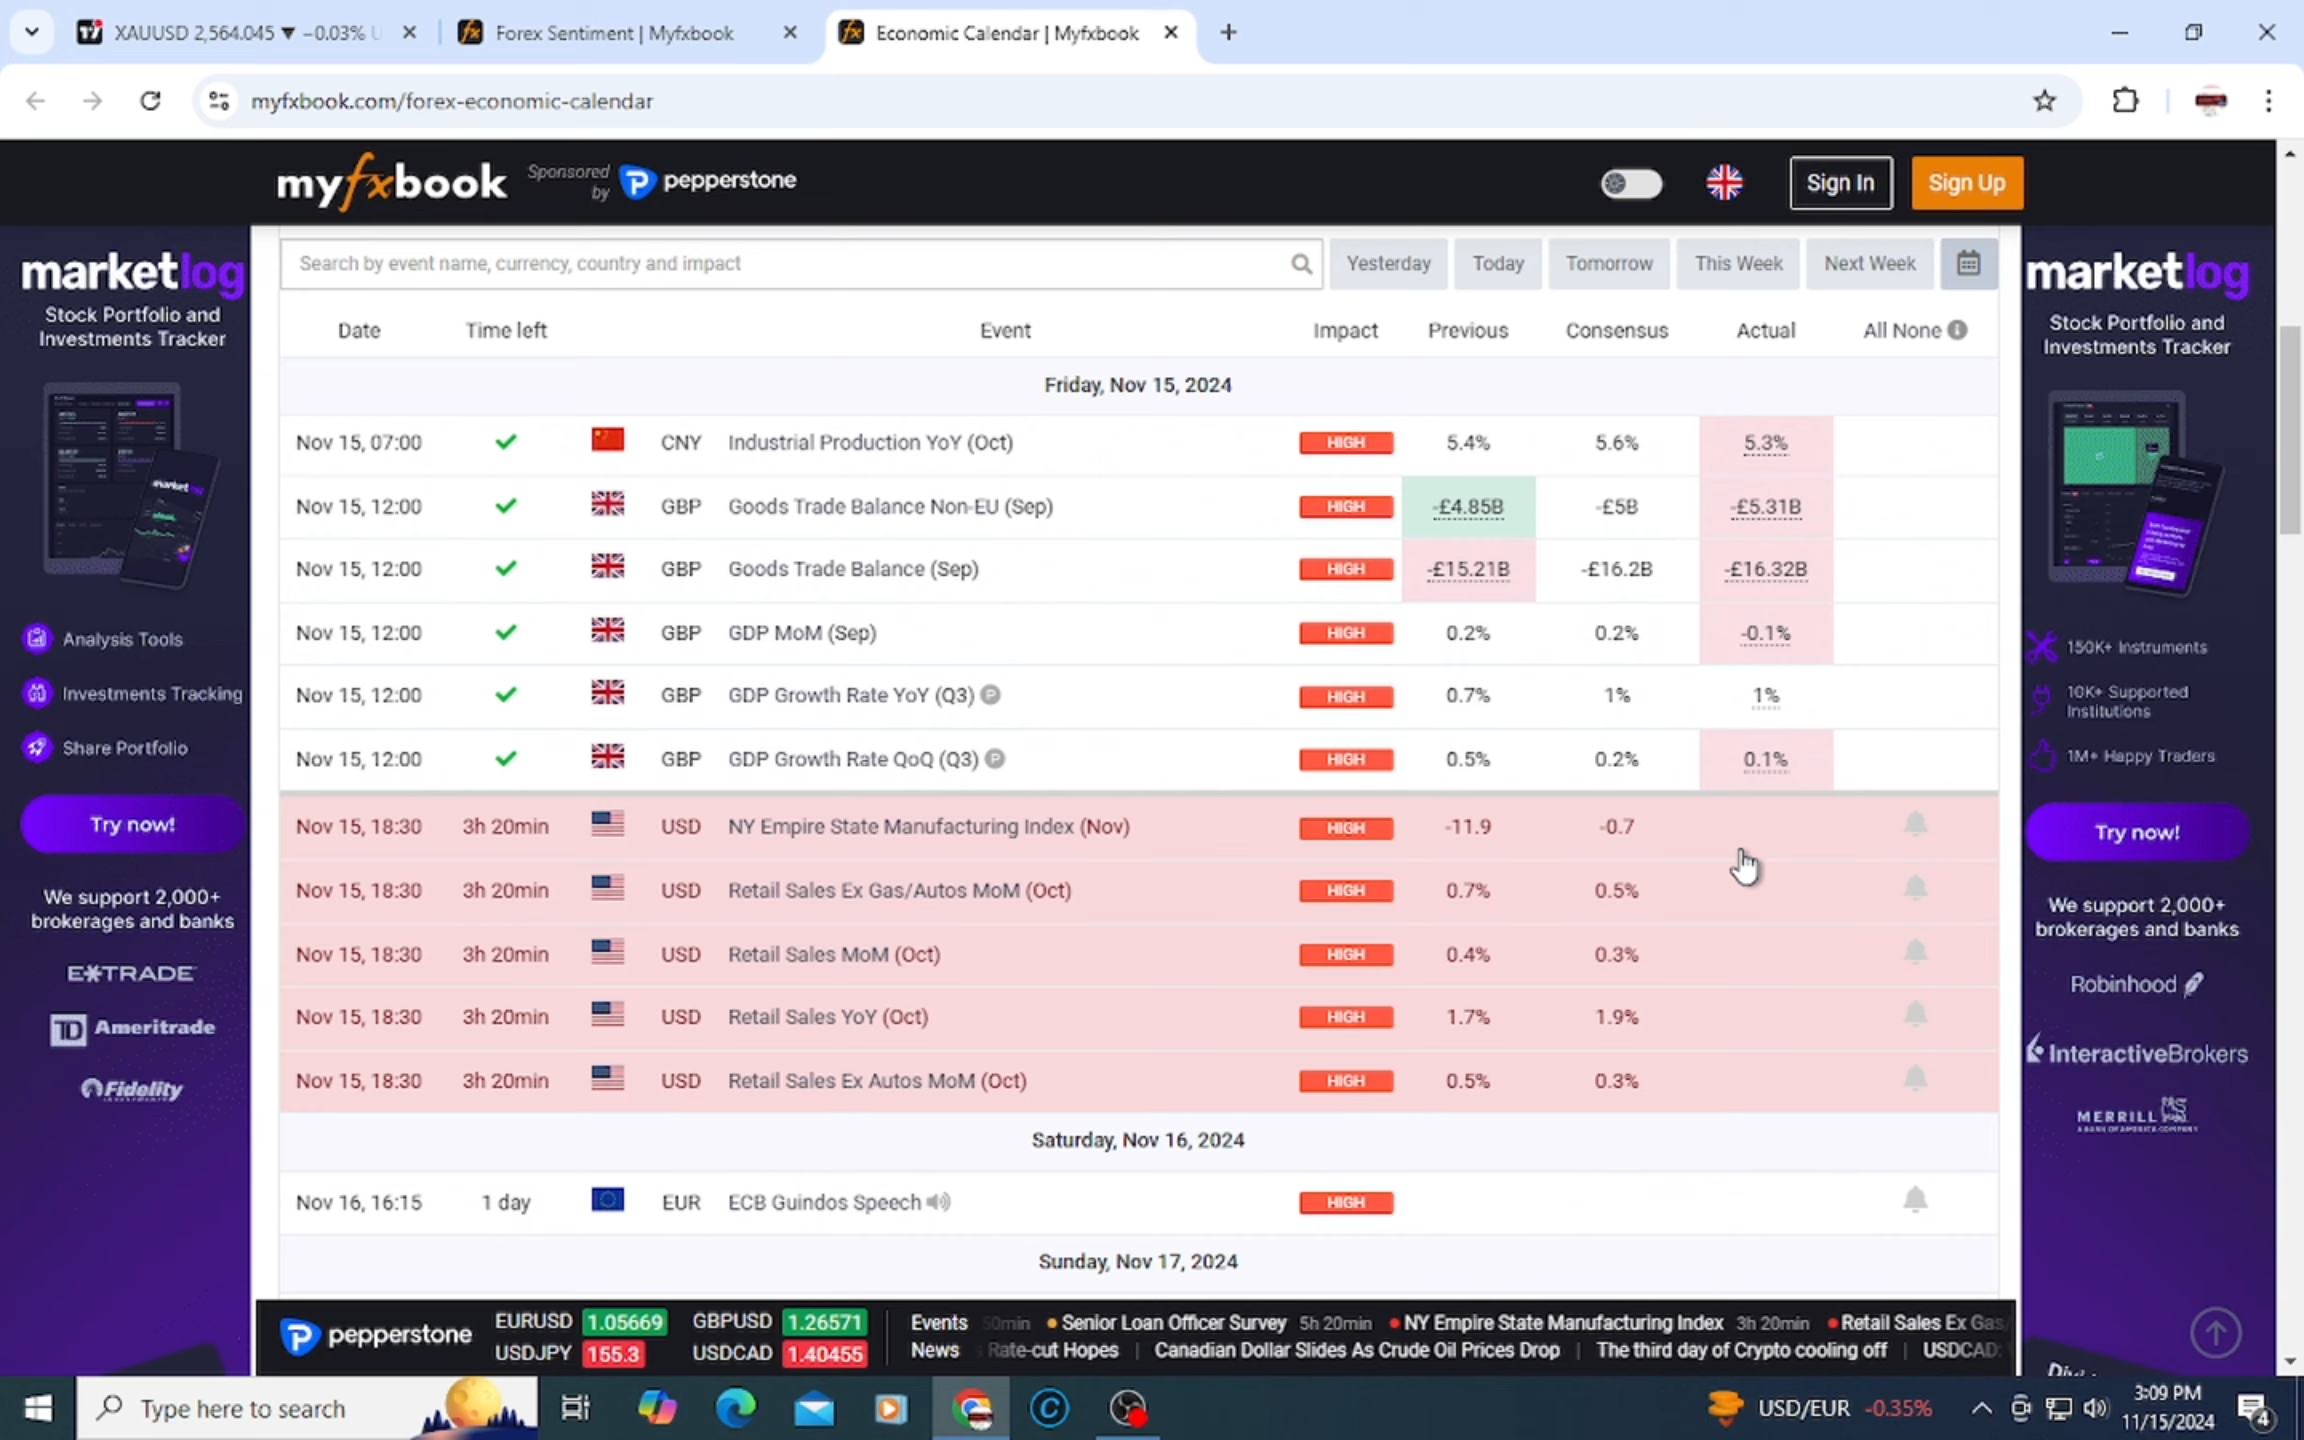 XAUUSD 2,564.045 ▼ −0.03% U
Forex Sentiment | Myfxbook
Economic Calendar | Myfxbook
myfxbook.com/forex-economic-calendar
myfxbook
Sponsored by
pepperstone
Sign In
Sign Up
marketlog
Stock Portfolio and
Investments Tracker
Analysis Tools
Investments Tracking
Share Portfolio
Try now!
We support 2,000+
brokerages and banks
E*TRADE
TD Ameritrade
Fidelity
Search by event name, currency, country and impact
Yesterday
Today
Tomorrow
This Week
Next Week
Date Time left Event Impact Previous Consensus Actual All None
Friday, Nov 15, 2024
Nov 15, 07:00 CNY Industrial Production YoY (Oct) HIGH 5.4% 5.6% 5.3%
Nov 15, 12:00 GBP Goods Trade Balance Non-EU (Sep) HIGH -£4.85B -£5B -£5.31B
Nov 15, 12:00 GBP Goods Trade Balance (Sep) HIGH -£15.21B -£16.2B -£16.32B
Nov 15, 12:00 GBP GDP MoM (Sep) HIGH 0.2% 0.2% -0.1%
Nov 15, 12:00 GBP GDP Growth Rate YoY (Q3) P HIGH 0.7% 1% 1%
Nov 15, 12:00 GBP GDP Growth Rate QoQ (Q3) P HIGH 0.5% 0.2% 0.1%
Nov 15, 18:30 3h 20min USD NY Empire State Manufacturing Index (Nov) HIGH -11.9 -0.7
Nov 15, 18:30 3h 20min USD Retail Sales Ex Gas/Autos MoM (Oct) HIGH 0.7% 0.5%
Nov 15, 18:30 3h 20min USD Retail Sales MoM (Oct) HIGH 0.4% 0.3%
Nov 15, 18:30 3h 20min USD Retail Sales YoY (Oct) HIGH 1.7% 1.9%
Nov 15, 18:30 3h 20min USD Retail Sales Ex Autos MoM (Oct) HIGH 0.5% 0.3%
Saturday, Nov 16, 2024
Nov 16, 16:15 1 day EUR ECB Guindos Speech HIGH
Sunday, Nov 17, 2024
marketlog
Stock Portfolio and
Investments Tracker
150K+ Instruments
10K+ Supported
Institutions
1M+ Happy Traders
Try now!
We support 2,000+
brokerages and banks
Robinhood
InteractiveBrokers
MERRILL
A BANK OF AMERICA COMPANY
pepperstone
EURUSD 1.05669 GBPUSD 1.26571
USDJPY 155.3 USDCAD 1.40455
Events 50min Senior Loan Officer Survey 5h 20min NY Empire State Manufacturing Index 3h 20min Retail Sales Ex Gas/
News Rate-cut Hopes | Canadian Dollar Slides As Crude Oil Prices Drop | The third day of Crypto cooling off | USDCAD:
Type here to search
USD/EUR -0.35%
3:09 PM
11/15/2024
4